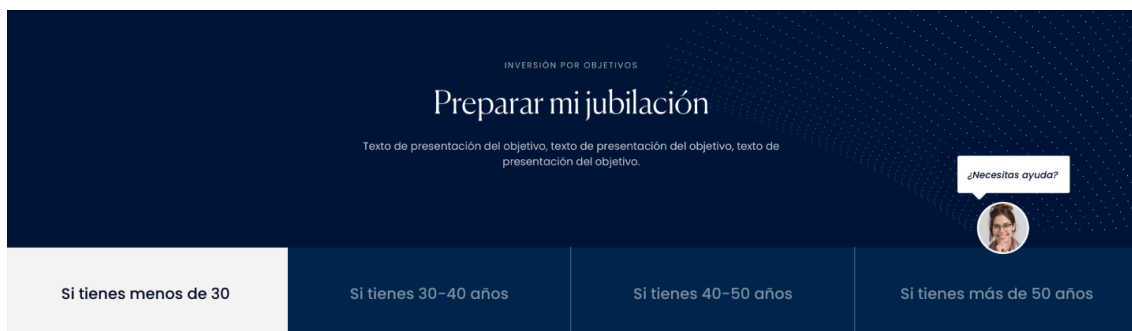 INVERSIÓN POR OBJETIVOS
Preparar mi jubilación
Texto de presentación del objetivo, texto de presentación del objetivo, texto de
presentación del objetivo.
¿Necesitas ayuda?
Si tienes menos de 30
Si tienes 30-40 años
Si tienes 40-50 años
Si tienes más de 50 años